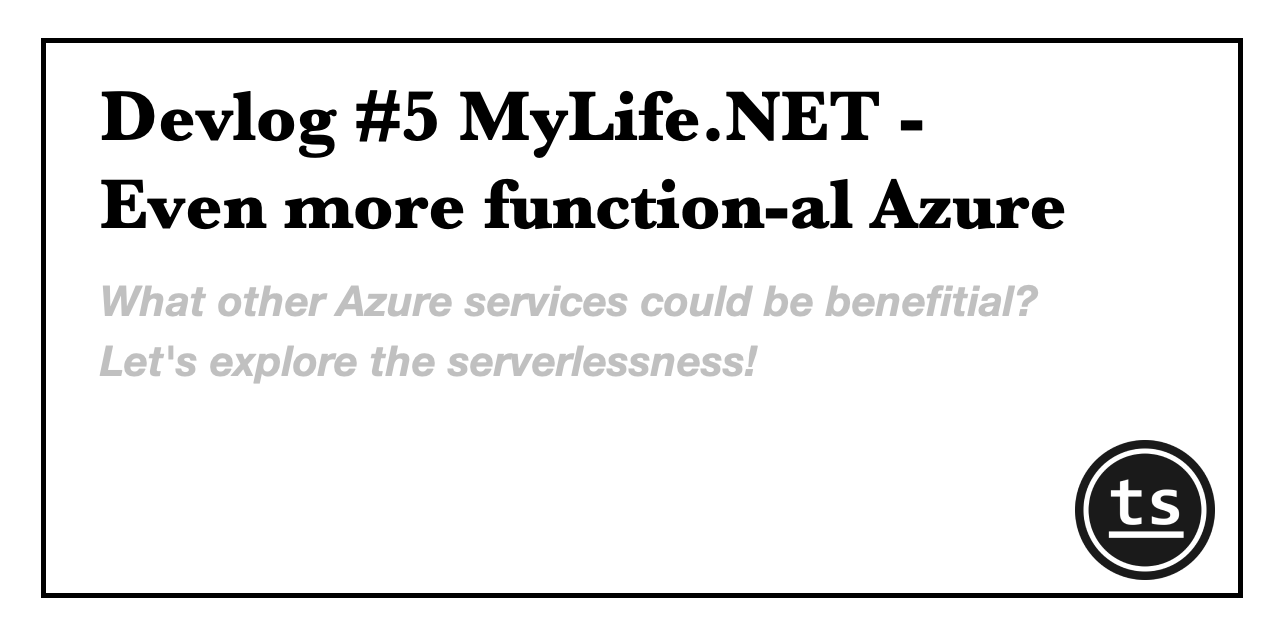 Devlog #5 MyLife.NET -
Even more function-al Azure
What other Azure services could be benefitial?
Let's explore the serverlessness!
ts